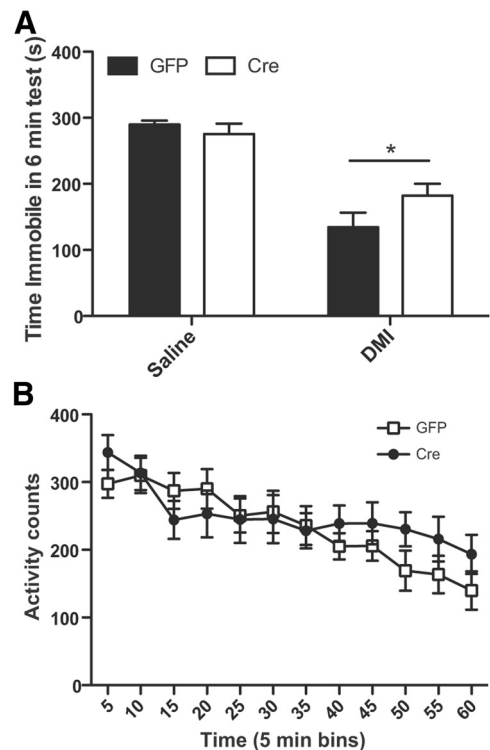 A
Time Immobile in 6 min test (s)
400
300
200
100
0
GFP
Cre
*
Saline
DMI
B
Activity counts
400
300
200
100
0
GFP
Cre
5
10
15
20
25
30
35
40
45
50
55
60
Time (5 min bins)